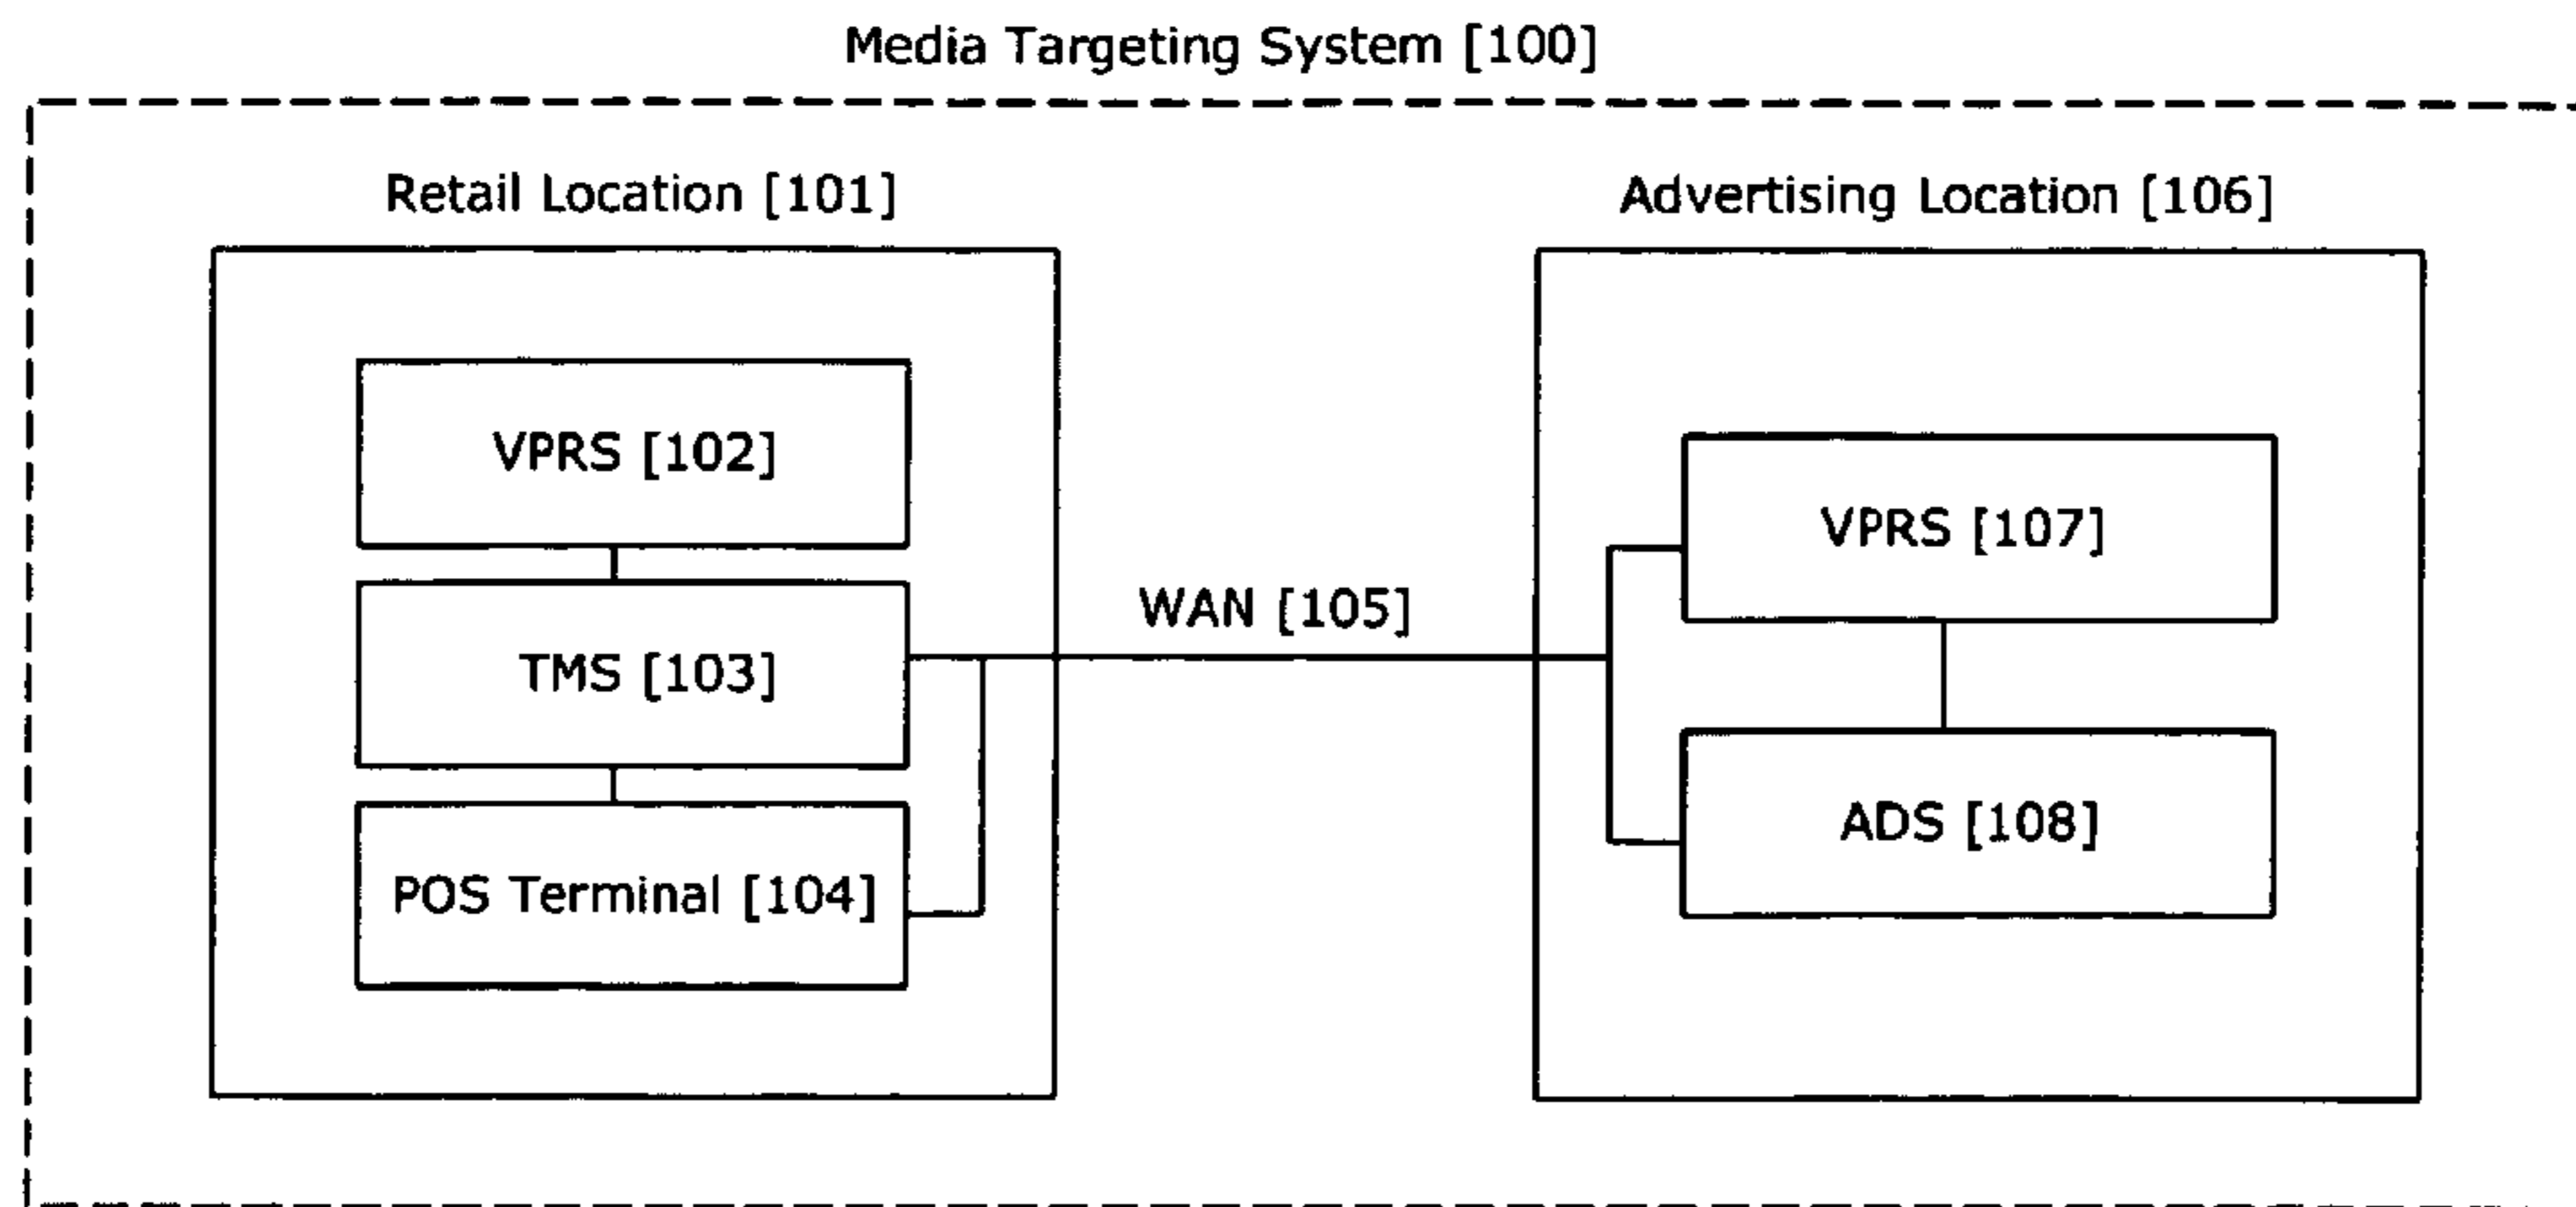 Media Targeting System [100]
Retail Location [101]
Advertising Location [106]
VPRS [102]
TMS [103]
POS Terminal [104]
WAN [105]
VPRS [107]
ADS [108]